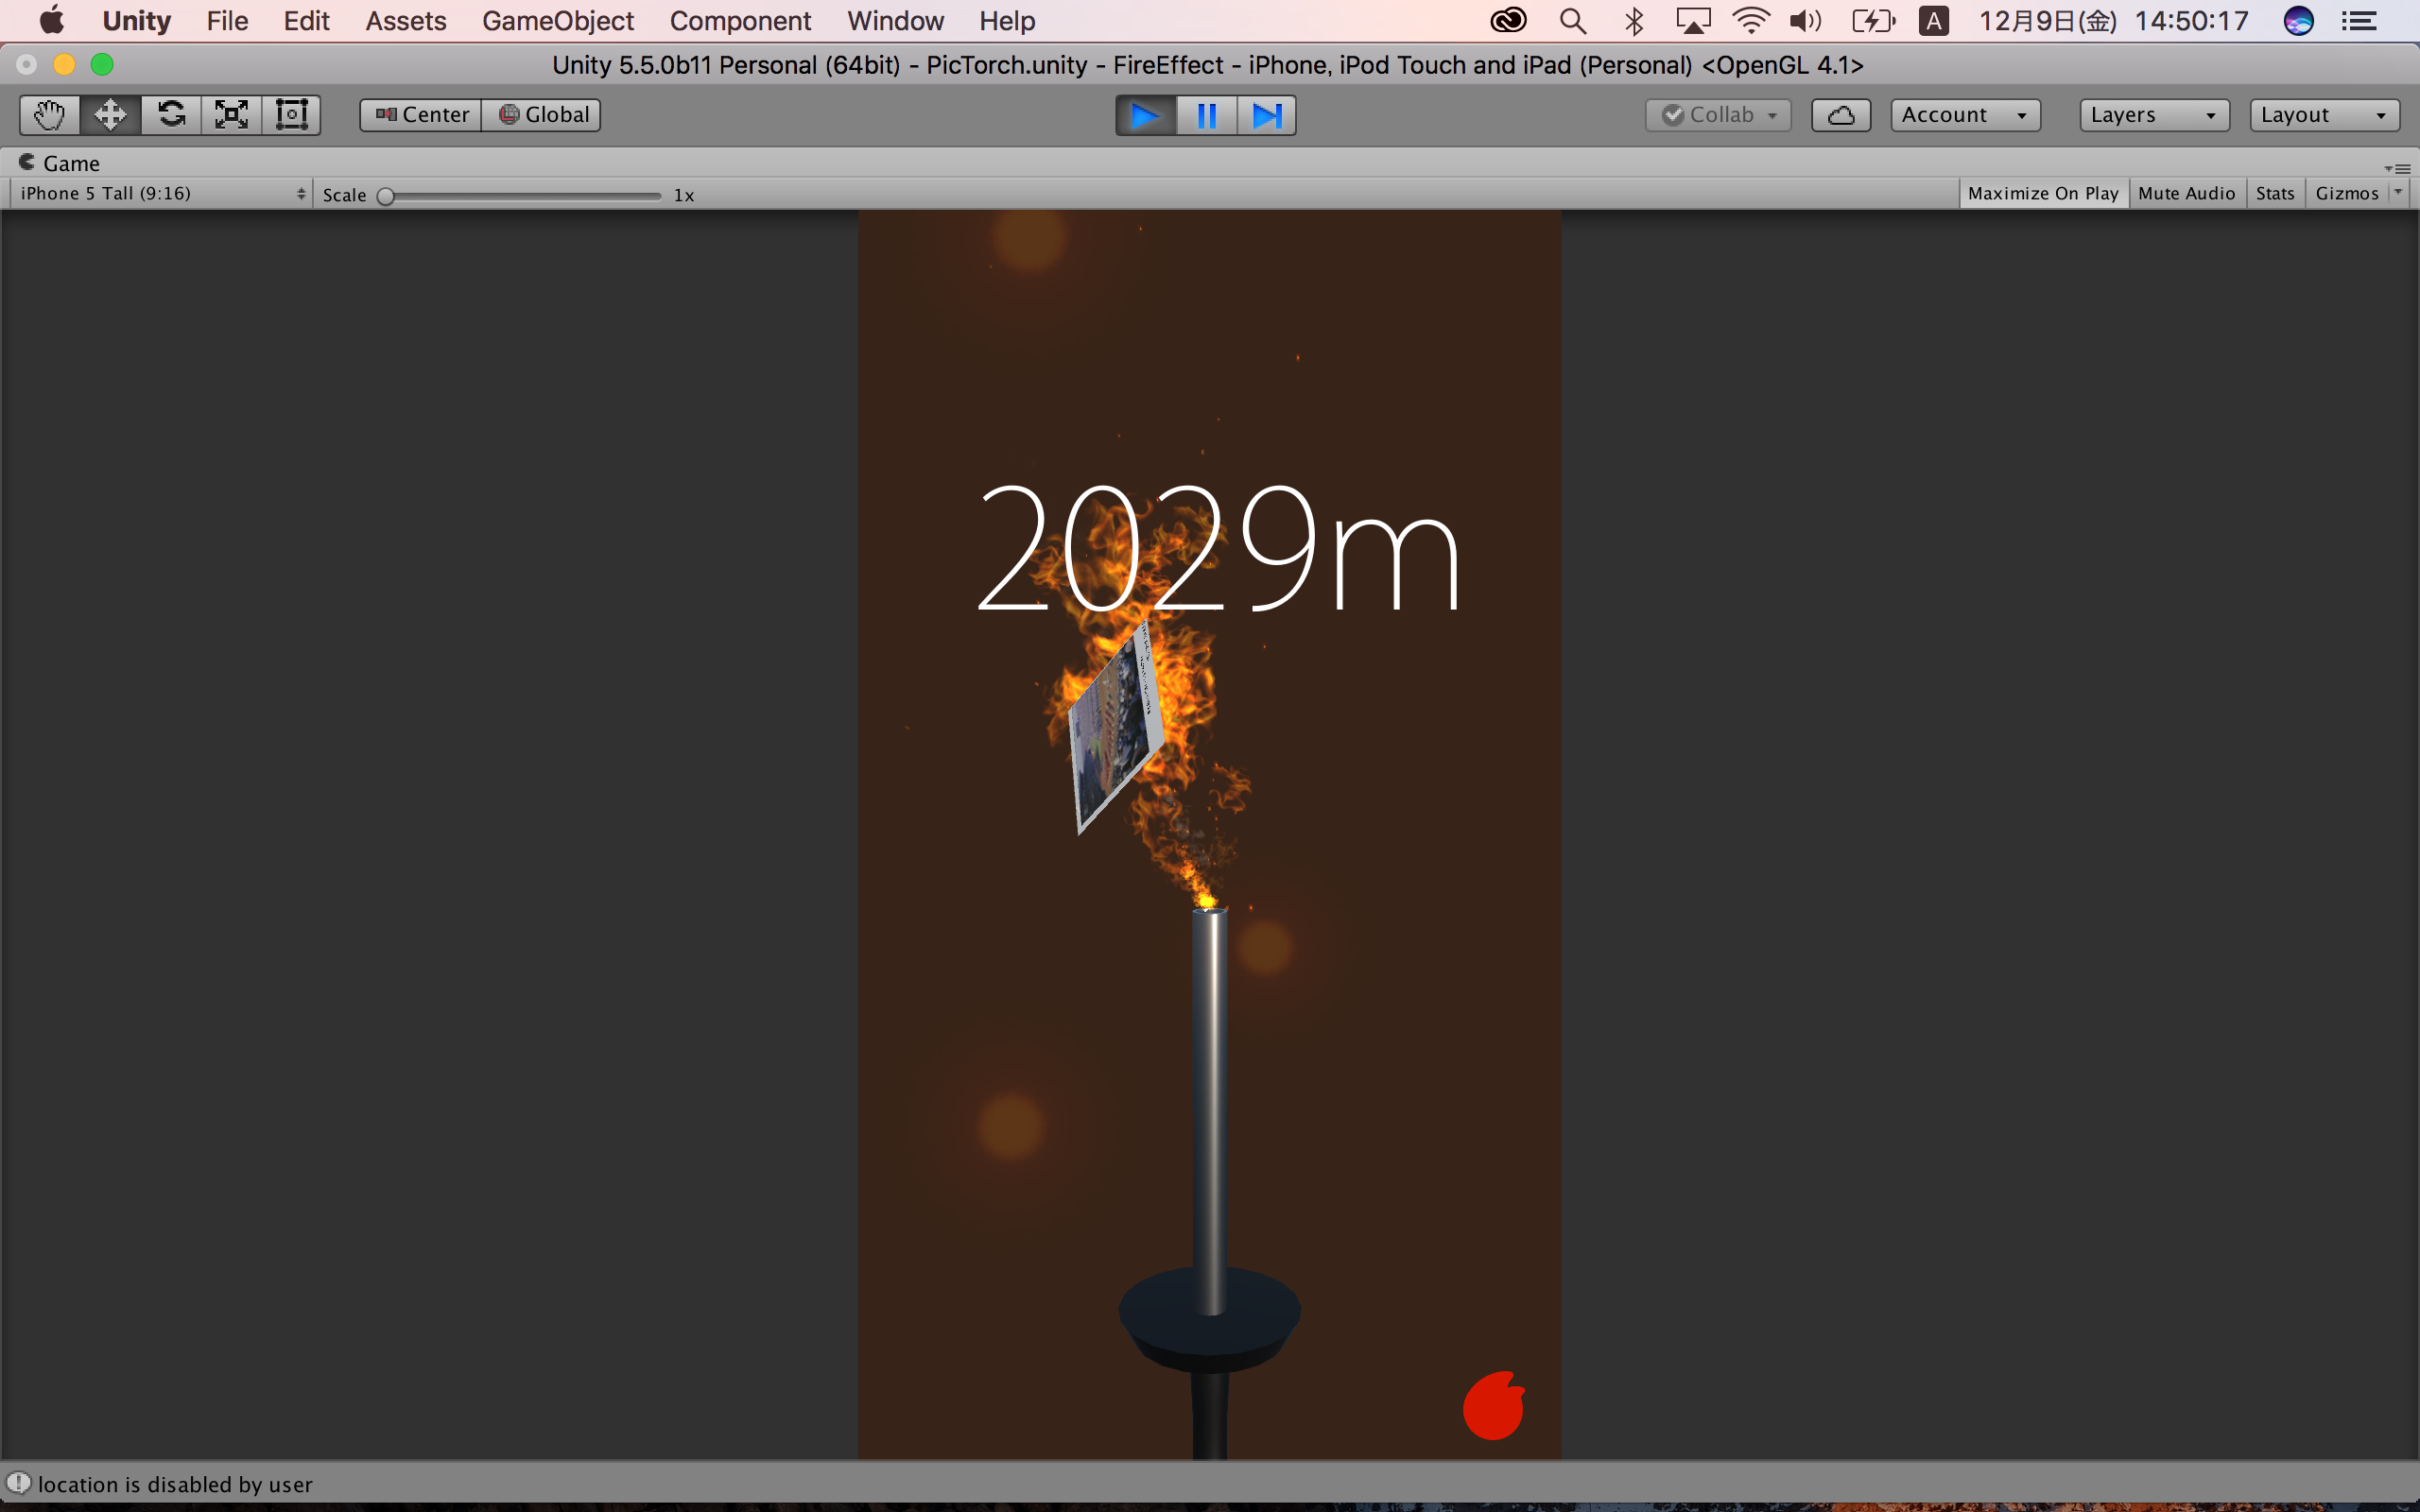 Unity File Edit Assets GameObject Component Window Help A 12月9日(金) 14:50:17
Unity 5.5.0b11 Personal (64bit) - PicTorch.unity - FireEffect - iPhone, iPod Touch and iPad (Personal) <OpenGL 4.1>
Center Global Collab Account Layers Layout
Game
iPhone 5 Tall (9:16) Scale 1x Maximize On Play Mute Audio Stats Gizmos
2029m
location is disabled by user